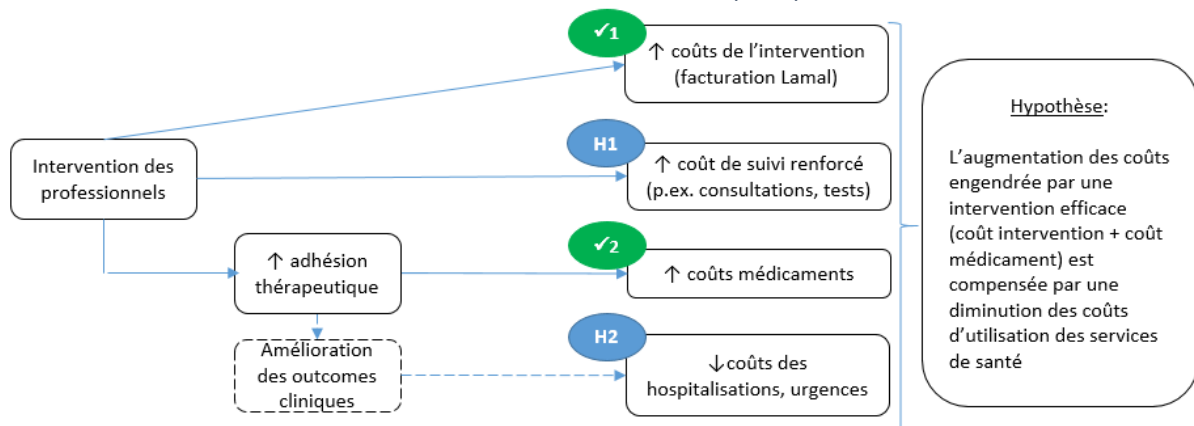 ✓1
↑ coûts de l’intervention
(facturation Lamal)
Intervention des
professionnels
H1
↑ coût de suivi renforcé
(p.ex. consultations, tests)
↑ adhésion
thérapeutique
✓2
↑ coûts médicaments
Amélioration
des outcomes
cliniques
H2
↓coûts des
hospitalisations, urgences
Hypothèse:
L’augmentation des coûts
engendrée par une
intervention efficace
(coût intervention + coût
médicament) est
compensée par une
diminution des coûts
d’utilisation des services
de santé